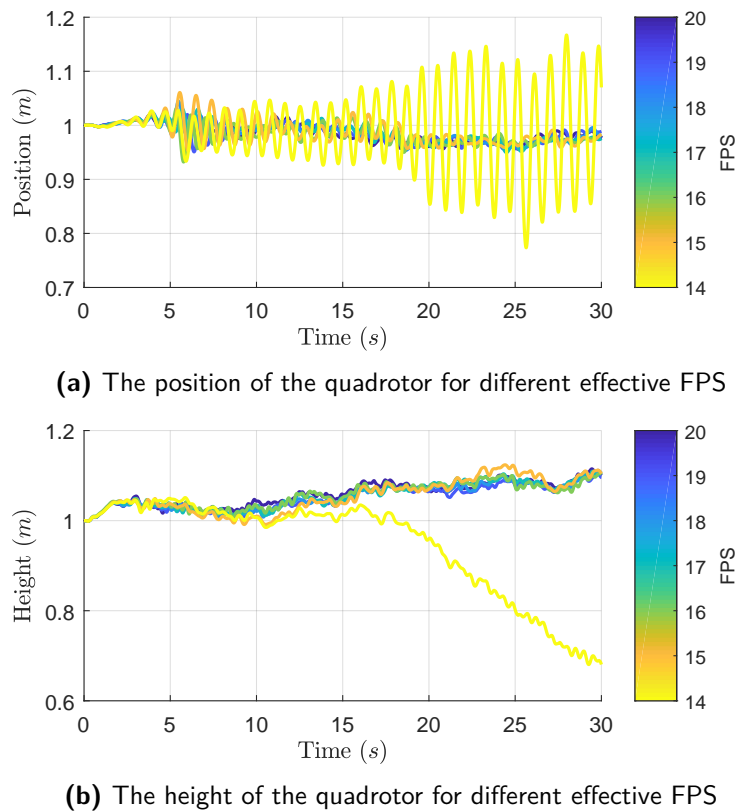 1.2
1.1
1
0.9
0.8
0.7
Position (m)
0 5 10 15 20 25 30
Time (s)
20
19
18
17
16
15
14
FPS
(a) The position of the quadrotor for different effective FPS
1.2
1
0.8
0.6
Height (m)
0 5 10 15 20 25 30
Time (s)
20
19
18
17
16
15
14
FPS
(b) The height of the quadrotor for different effective FPS